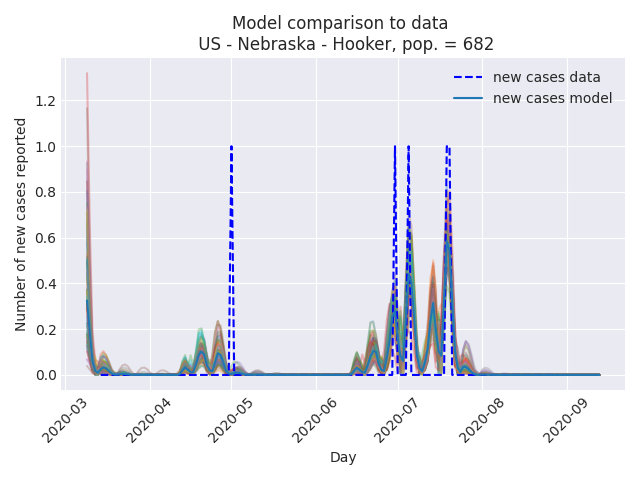 Model comparison to data
US - Nebraska - Hooker, pop. = 682
new cases data
new cases model
Number of new cases reported
1.2
1.0
0.8
0.6
0.4
0.2
0.0
2020-03
2020-04
2020-05
2020-06
2020-07
2020-08
2020-09
Day